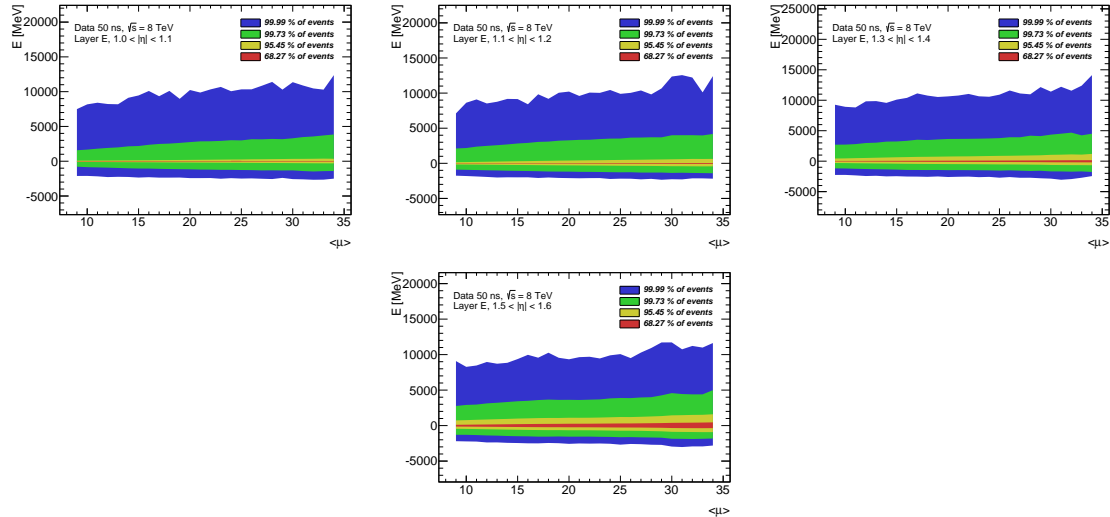 E [MeV]
Data 50 ns, √s = 8 TeV
Layer E, 1.0 < |η| < 1.1
99.99 % of events
99.73 % of events
95.45 % of events
68.27 % of events
20000
15000
10000
5000
0
-5000
10 15 20 25 30 35
<μ>
E [MeV]
Data 50 ns, √s = 8 TeV
Layer E, 1.1 < |η| < 1.2
99.99 % of events
99.73 % of events
95.45 % of events
68.27 % of events
20000
15000
10000
5000
0
-5000
10 15 20 25 30 35
<μ>
E [MeV]
Data 50 ns, √s = 8 TeV
Layer E, 1.3 < |η| < 1.4
99.99 % of events
99.73 % of events
95.45 % of events
68.27 % of events
25000
20000
15000
10000
5000
0
-5000
10 15 20 25 30 35
<μ>
E [MeV]
Data 50 ns, √s = 8 TeV
Layer E, 1.5 < |η| < 1.6
99.99 % of events
99.73 % of events
95.45 % of events
68.27 % of events
20000
15000
10000
5000
0
-5000
10 15 20 25 30 35
<μ>